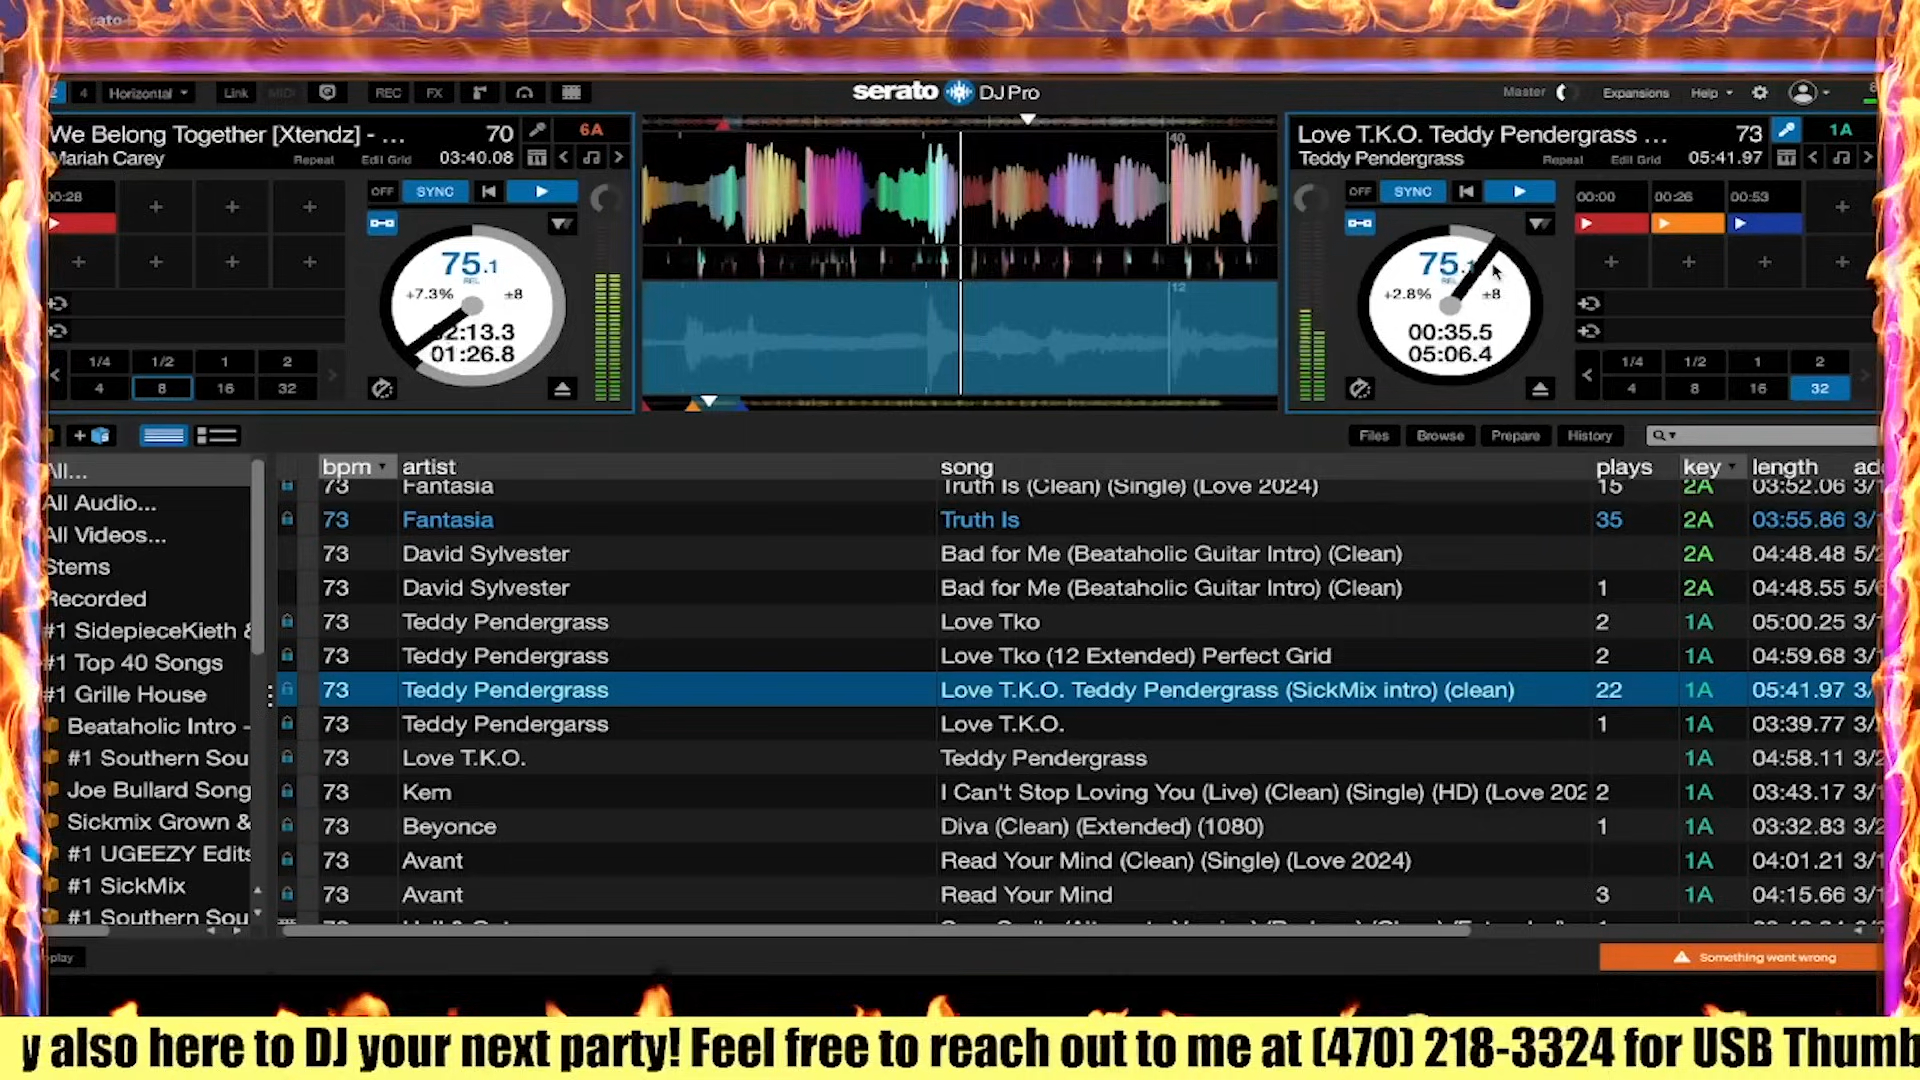 Horizontal Link MIDI REC FX serato DJ Pro Master Expansions Help
We Belong Together [Xtendz] - ... 70 6A
Mariah Carey Repeat Edit Grid 03:40.08
00:28
OFF SYNC
75.1
+7.3% ±8
02:13.3
01:26.8
1/4 1/2 1 2
4 8 16 32
40
12
Love T.K.O. Teddy Pendergrass ... 73 1A
Teddy Pendergrass Repeat Edit Grid 05:41.97
OFF SYNC
00:00 00:26 00:53
+2.8% ±8
00:35.5
05:06.4
1/4 1/2 1 2
4 8 16 32
Files Browse Prepare History
All...
All Audio...
All Videos...
Stems
Recorded
#1 SidepieceKieth &
#1 Top 40 Songs
#1 Grille House
Beataholic Intro -
#1 Southern Sou
Joe Bullard Song
Sickmix Grown &
#1 UGEEZY Edits
#1 SickMix
#1 Southern Sou
bpm artist song plays key length
73 Fantasia Truth Is (Clean) (Single) (Love 2024) 15 2A 03:52.06
73 Fantasia Truth Is 35 2A 03:55.86
73 David Sylvester Bad for Me (Beataholic Guitar Intro) (Clean) 2A 04:48.48
73 David Sylvester Bad for Me (Beataholic Guitar Intro) (Clean) 1 2A 04:48.55
73 Teddy Pendergrass Love Tko 2 1A 05:00.25
73 Teddy Pendergrass Love Tko (12 Extended) Perfect Grid 2 1A 04:59.68
73 Teddy Pendergrass Love T.K.O. Teddy Pendergrass (SickMix intro) (clean) 22 1A 05:41.97
73 Teddy Pendergarss Love T.K.O. 1 1A 03:39.77
73 Love T.K.O. Teddy Pendergrass 1A 04:58.11
73 Kem I Can't Stop Loving You (Live) (Clean) (Single) (HD) (Love 202 2 1A 03:43.17
73 Beyonce Diva (Clean) (Extended) (1080) 1 1A 03:32.83
73 Avant Read Your Mind (Clean) (Single) (Love 2024) 1A 04:01.21
73 Avant Read Your Mind 3 1A 04:15.66
Something went wrong
y also here to DJ your next party! Feel free to reach out to me at (470) 218-3324 for USB Thumb